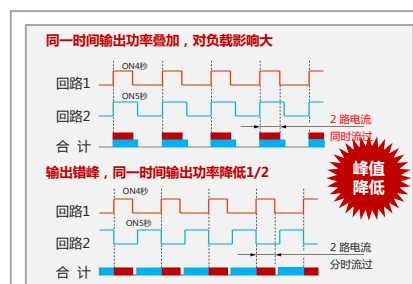 同一时间输出功率叠加，对负载影响大
ON4秒
回路1
ON5秒
回路2
2 路电流
同时流过
合 计
峰值
降低
输出错峰，同一时间输出功率降低1/2
ON4秒
回路1
ON5秒
回路2
2 路电流
分时流过
合 计